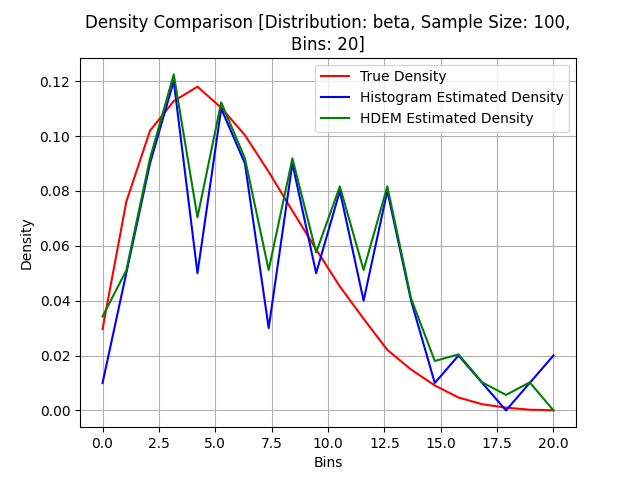 Density Comparison [Distribution: beta, Sample Size: 100,
Bins: 20]
True Density
Histogram Estimated Density
HDEM Estimated Density
Density
0.12
0.10
0.08
0.06
0.04
0.02
0.00
0.0 2.5 5.0 7.5 10.0 12.5 15.0 17.5 20.0
Bins